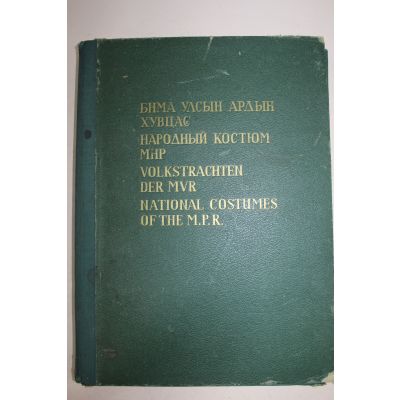 БНМА УЛСЫН АРДЫН
ХУВЦАС
НАРОДНЫЙ КОСТЮМ
МНР
VOLKSTRACHTEN
DER MVR
NATIONAL COSTUMES
OF THE M.P.R.